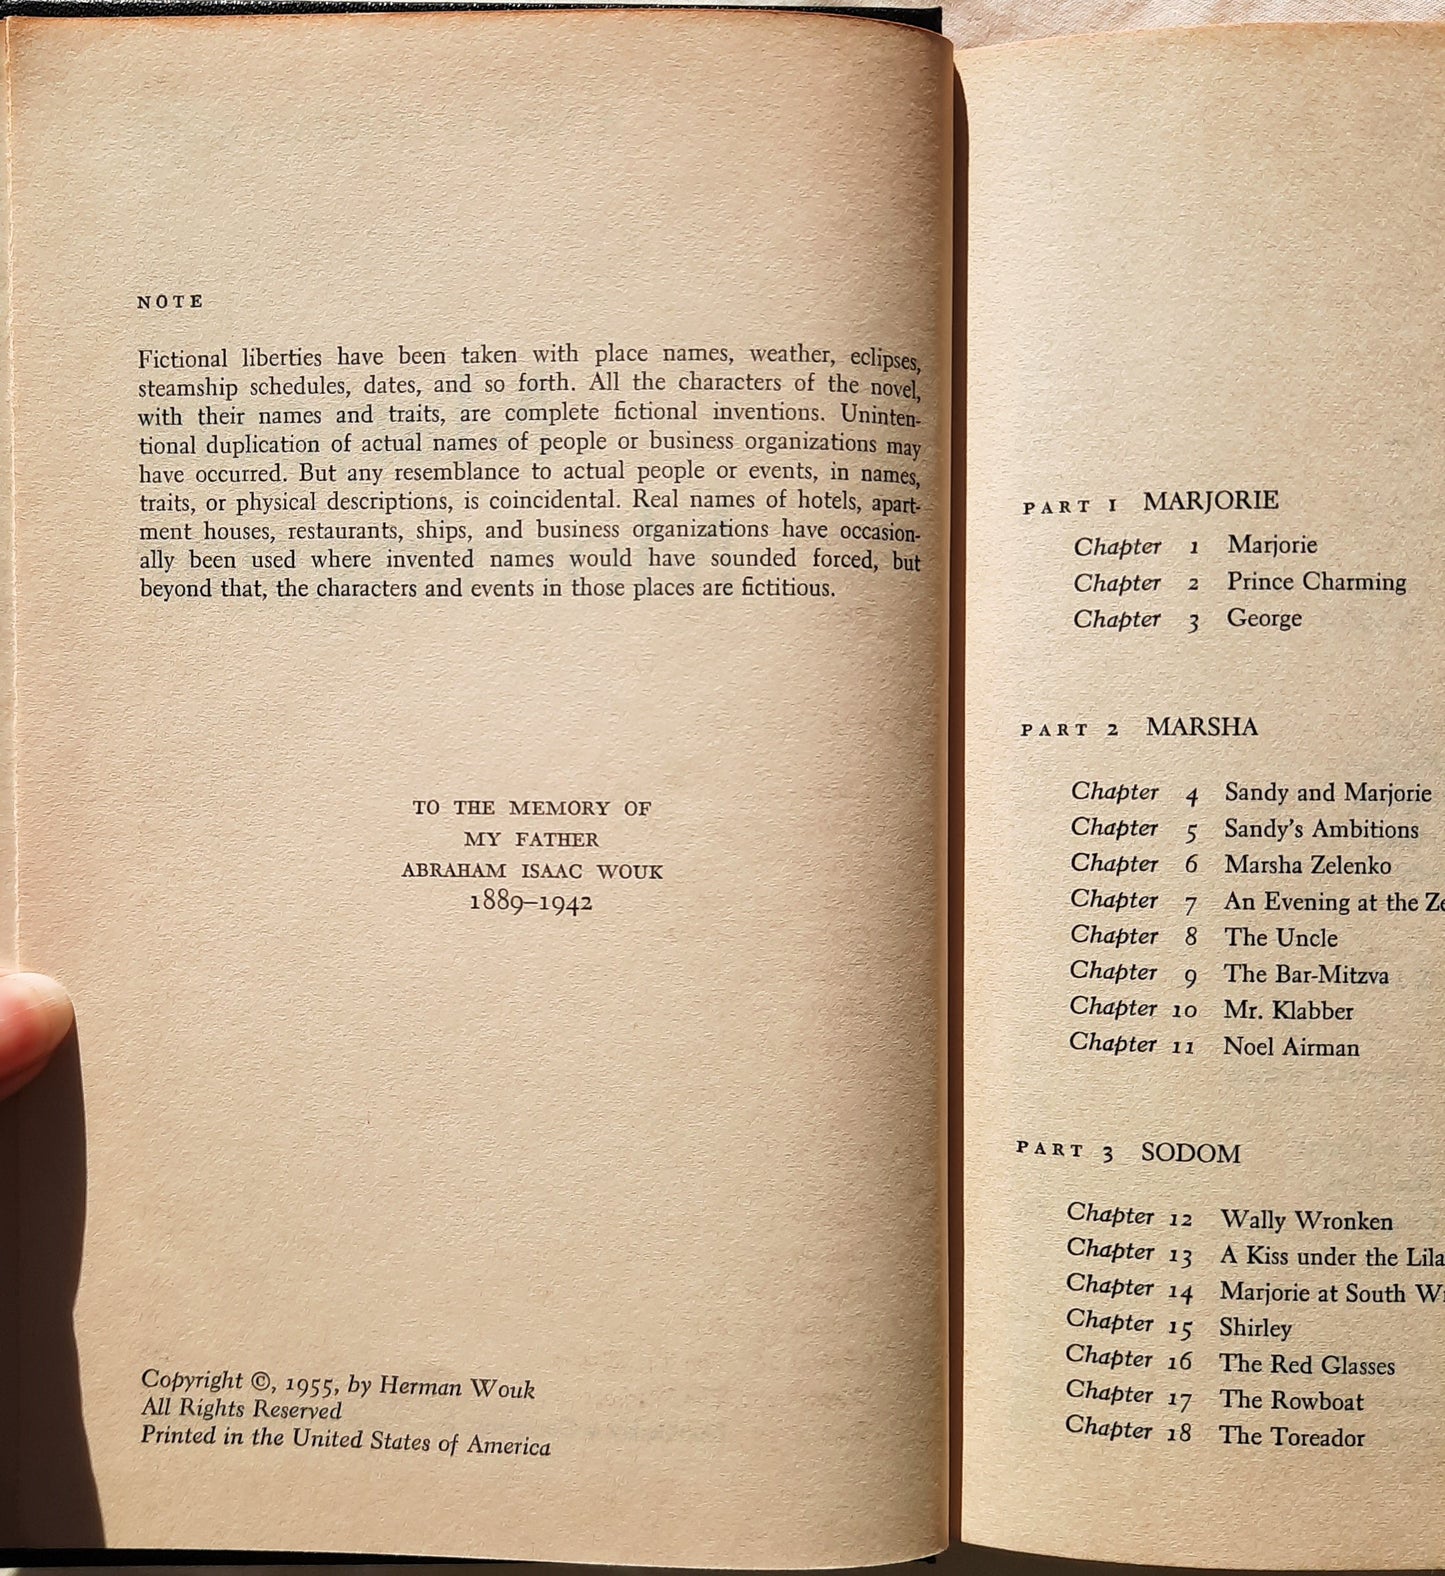 NOTE
Fictional liberties have been taken with place names, weather, eclipses,
steamship schedules, dates, and so forth. All the characters of the novel,
with their names and traits, are complete fictional inventions. Uninten-
tional duplication of actual names of people or business organizations may
have occurred. But any resemblance to actual people or events, in names,
traits, or physical descriptions, is coincidental. Real names of hotels, apart-
ment houses, restaurants, ships, and business organizations have occasion-
ally been used where invented names would have sounded forced, but
beyond that, the characters and events in those places are fictitious.
TO THE MEMORY OF
MY FATHER
ABRAHAM ISAAC WOUK
1889–1942
Copyright ©, 1955, by Herman Wouk
All Rights Reserved
Printed in the United States of America
PART 1 MARJORIE
Chapter 1 Marjorie
Chapter 2 Prince Charming
Chapter 3 George
PART 2 MARSHA
Chapter 4 Sandy and Marjorie
Chapter 5 Sandy's Ambitions
Chapter 6 Marsha Zelenko
Chapter 7 An Evening at the
Chapter 8 The Uncle
Chapter 9 The Bar-Mitzva
Chapter 10 Mr. Klabber
Chapter 11 Noel Airman
PART 3 SODOM
Chapter 12 Wally Wronken
Chapter 13 A Kiss under the
Chapter 14 Marjorie at South
Chapter 15 Shirley
Chapter 16 The Red Glasses
Chapter 17 The Rowboat
Chapter 18 The Toreador